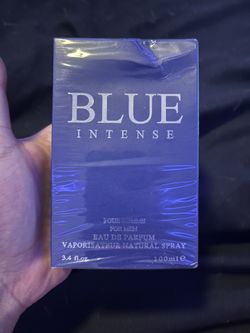 BLUE
INTENSE
POUR HOMME
FOR MEN
EAU DE PARFUM
VAPORISATEUR NATURAL SPRAY
3.4 fl.oz. 100ml ℮